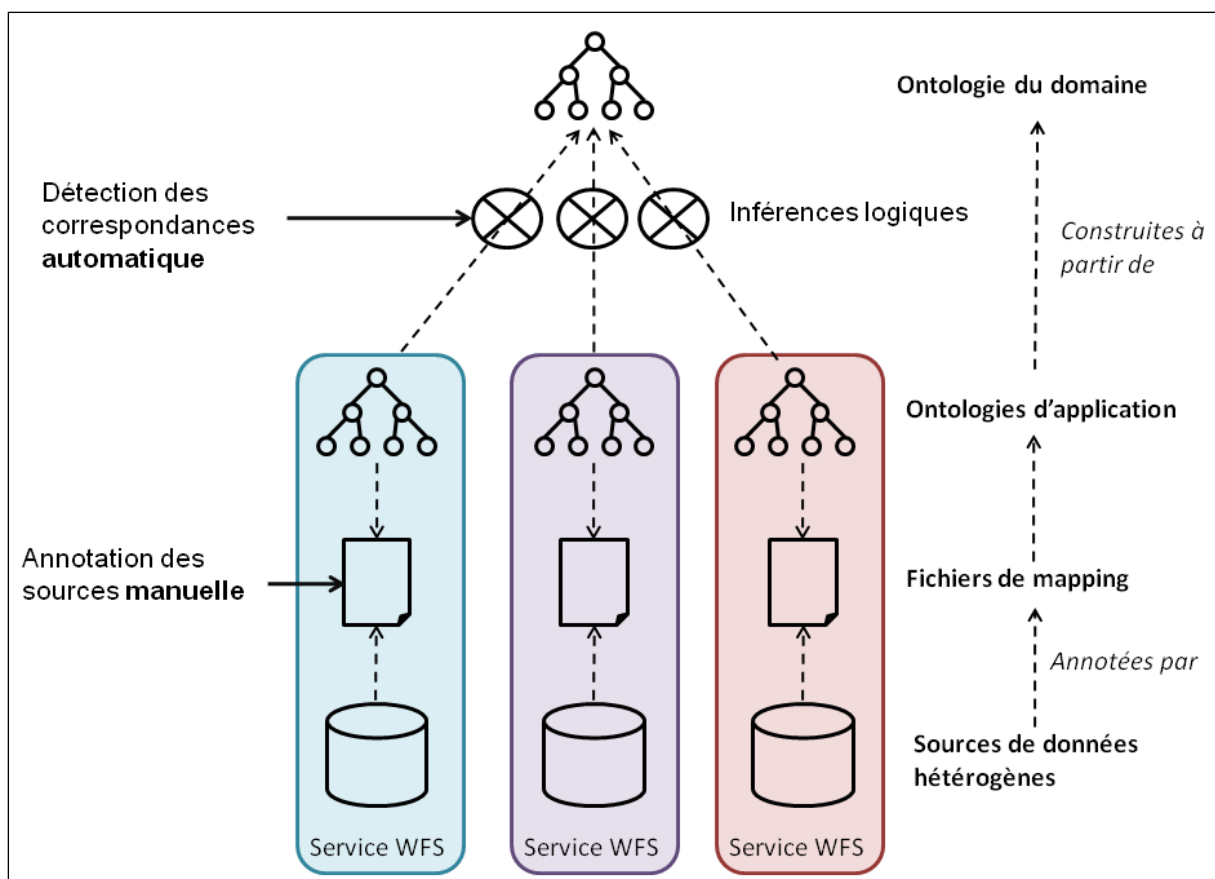 Ontologie du domaine
Détection des
correspondances
automatique
Inférences logiques
Construites à
partir de
Ontologies d'application
Annotation des
sources manuelle
Fichiers de mapping
Annotées par
Sources de données
hétérogènes
Service WFS
Service WFS
Service WFS